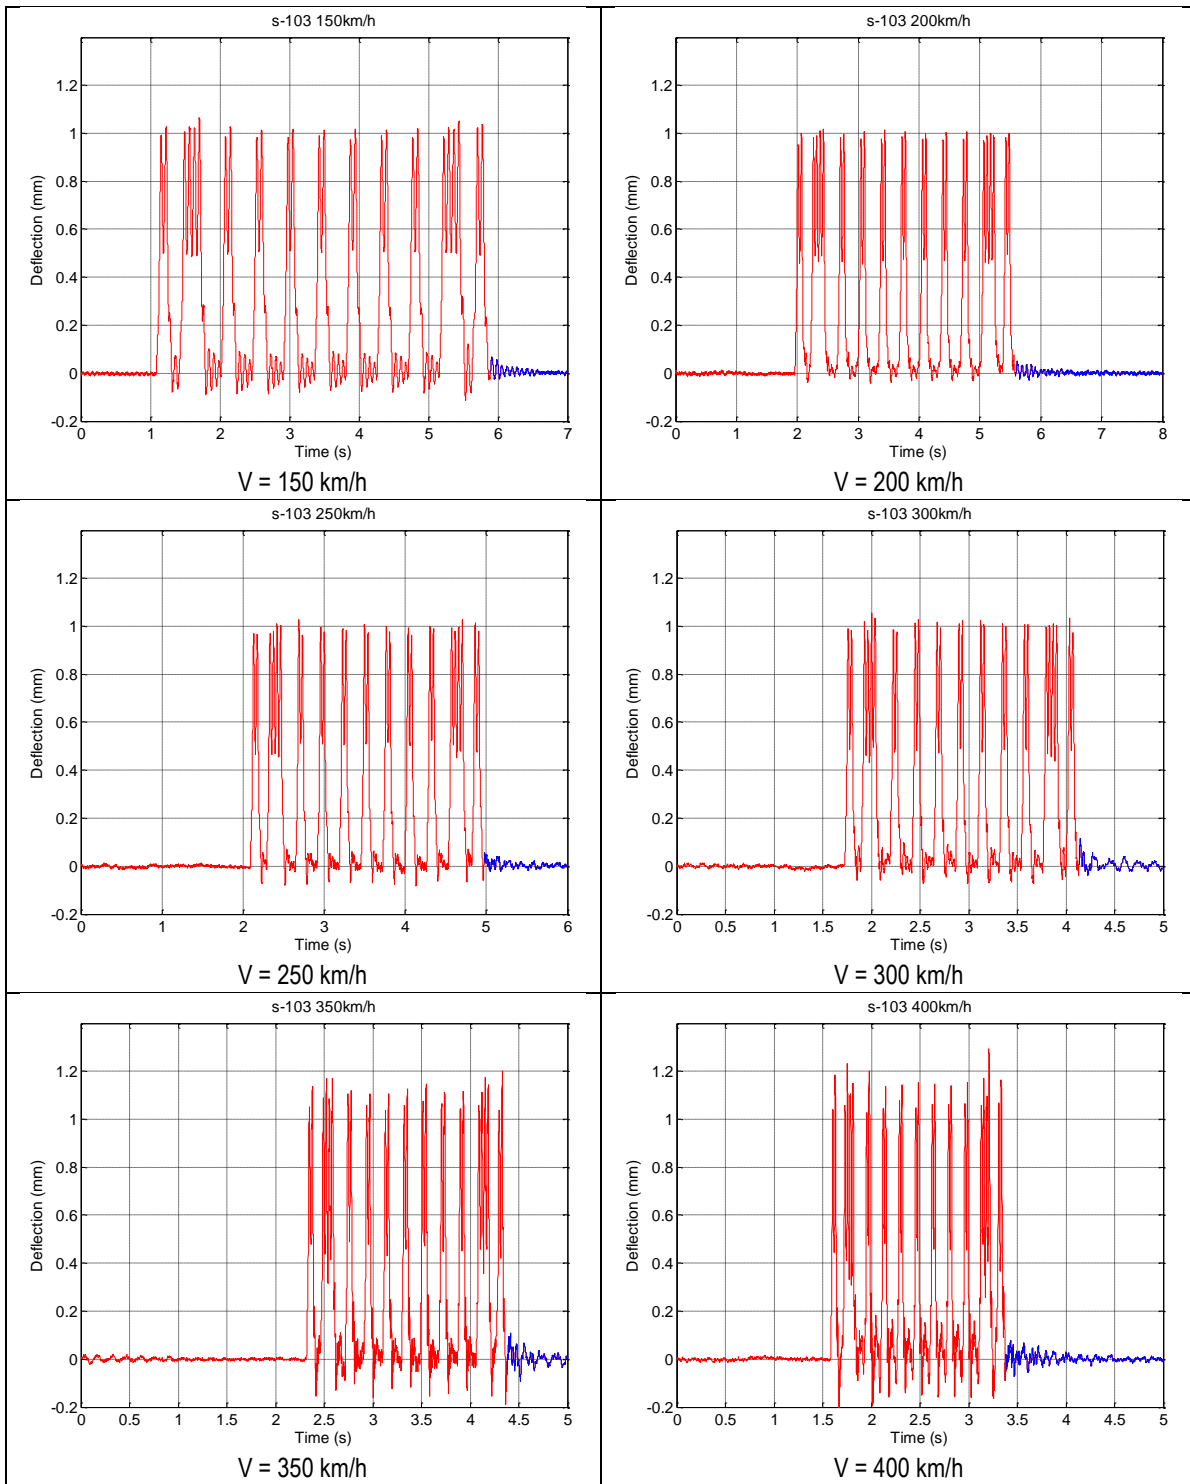 s-103 150km/h
Deflection (mm)
1.2
1
0.8
0.6
0.4
0.2
0
-0.2
0 1 2 3 4 5 6 7
Time (s)
V = 150 km/h
s-103 200km/h
Deflection (mm)
1.2
1
0.8
0.6
0.4
0.2
0
-0.2
0 1 2 3 4 5 6 7 8
Time (s)
V = 200 km/h
s-103 250km/h
Deflection (mm)
1.2
1
0.8
0.6
0.4
0.2
0
-0.2
0 1 2 3 4 5 6
Time (s)
V = 250 km/h
s-103 300km/h
Deflection (mm)
1.2
1
0.8
0.6
0.4
0.2
0
-0.2
0 0.5 1 1.5 2 2.5 3 3.5 4 4.5 5
Time (s)
V = 300 km/h
s-103 350km/h
Deflection (mm)
1.2
1
0.8
0.6
0.4
0.2
0
-0.2
0 0.5 1 1.5 2 2.5 3 3.5 4 4.5 5
Time (s)
V = 350 km/h
s-103 400km/h
Deflection (mm)
1.2
1
0.8
0.6
0.4
0.2
0
-0.2
0 0.5 1 1.5 2 2.5 3 3.5 4 4.5 5
Time (s)
V = 400 km/h